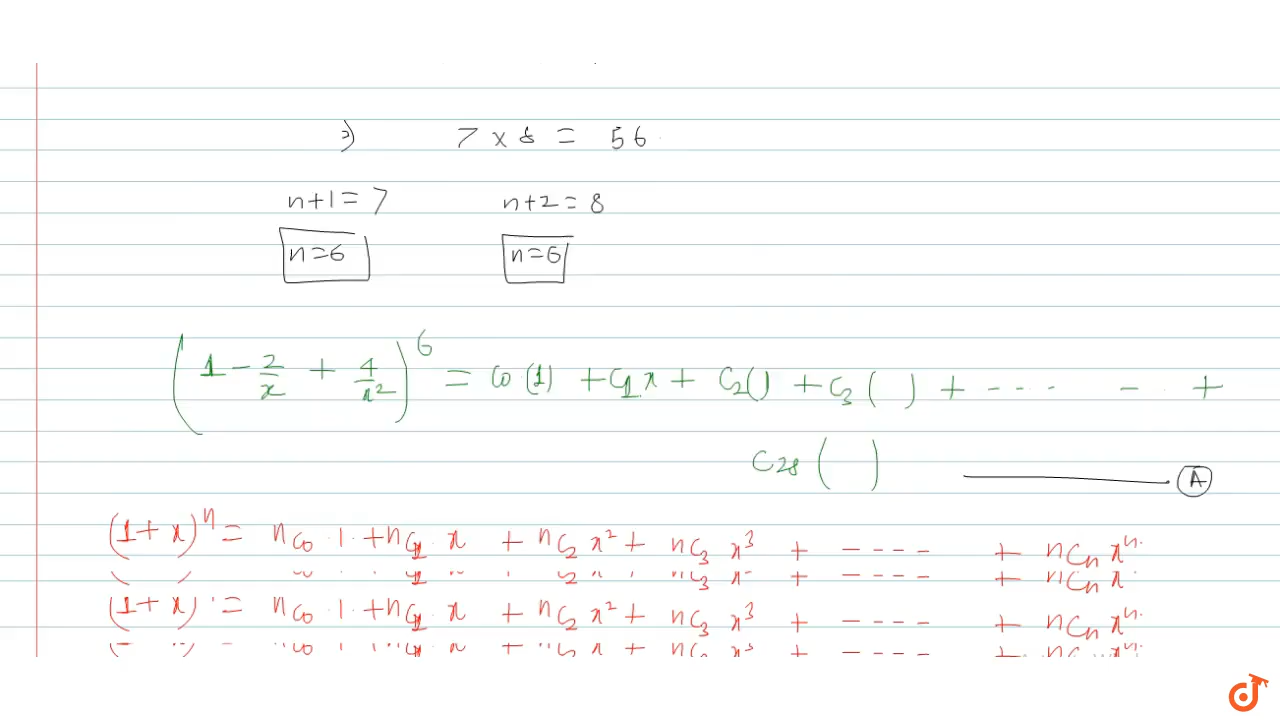 ⇒) 7 x 8 = 56
n+1 = 7 n+2 = 8
n=6 n=6
(1 - 2/x + 4/x²)^6 = C0 (1) + C1 x + C2( ) + C3 ( ) + ---- - . +
C28 ( ) ——— A
(1+x)^n = nC0 . 1 . + nC1 . x + nC2 x² + nC3 x³ + ---- + nCn x^n.
(1+x) = nC0 . 1 . + nC1 . x + nC2 x² + nC3 x³ + ---- + nCn x^n.